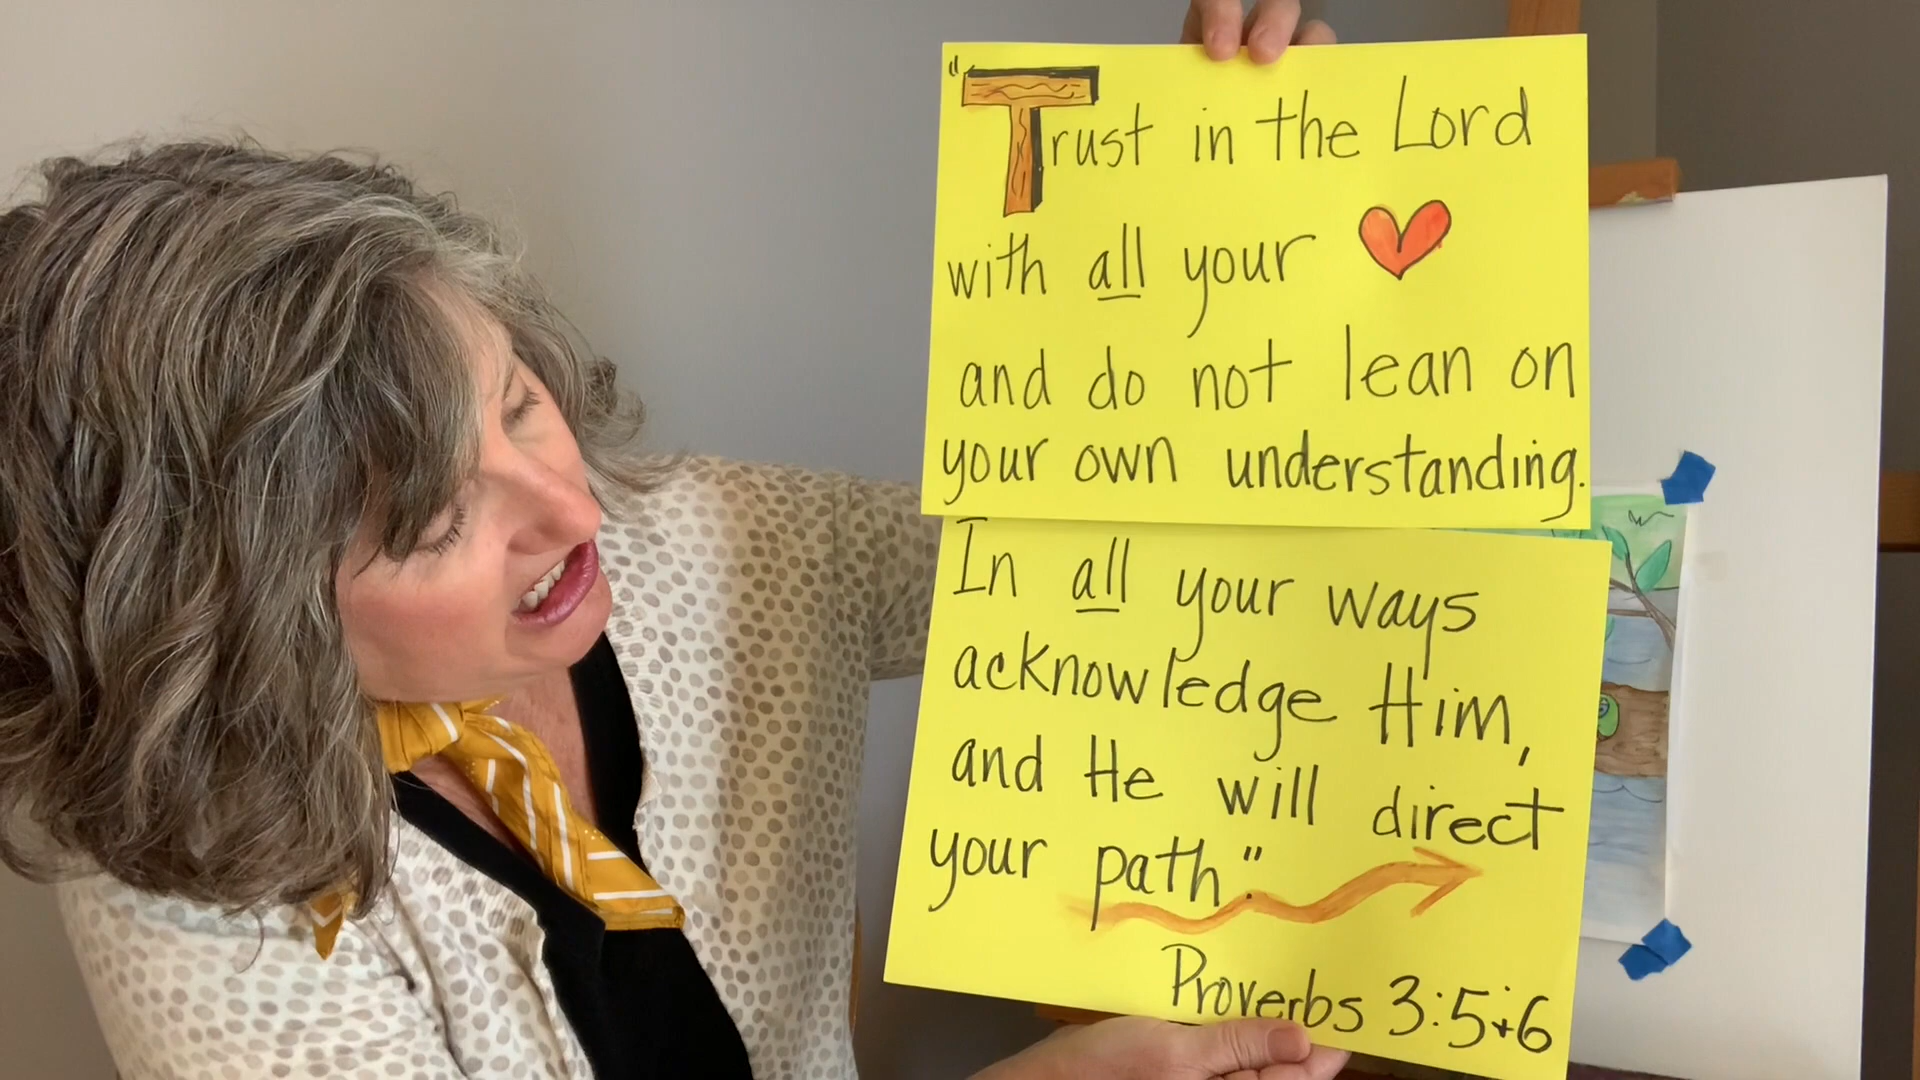 "Trust in the Lord
with all your ❤
and do not lean on
your own understanding.
In all your ways
acknowledge Him,
and He will direct
your path".
Proverbs 3:5+6